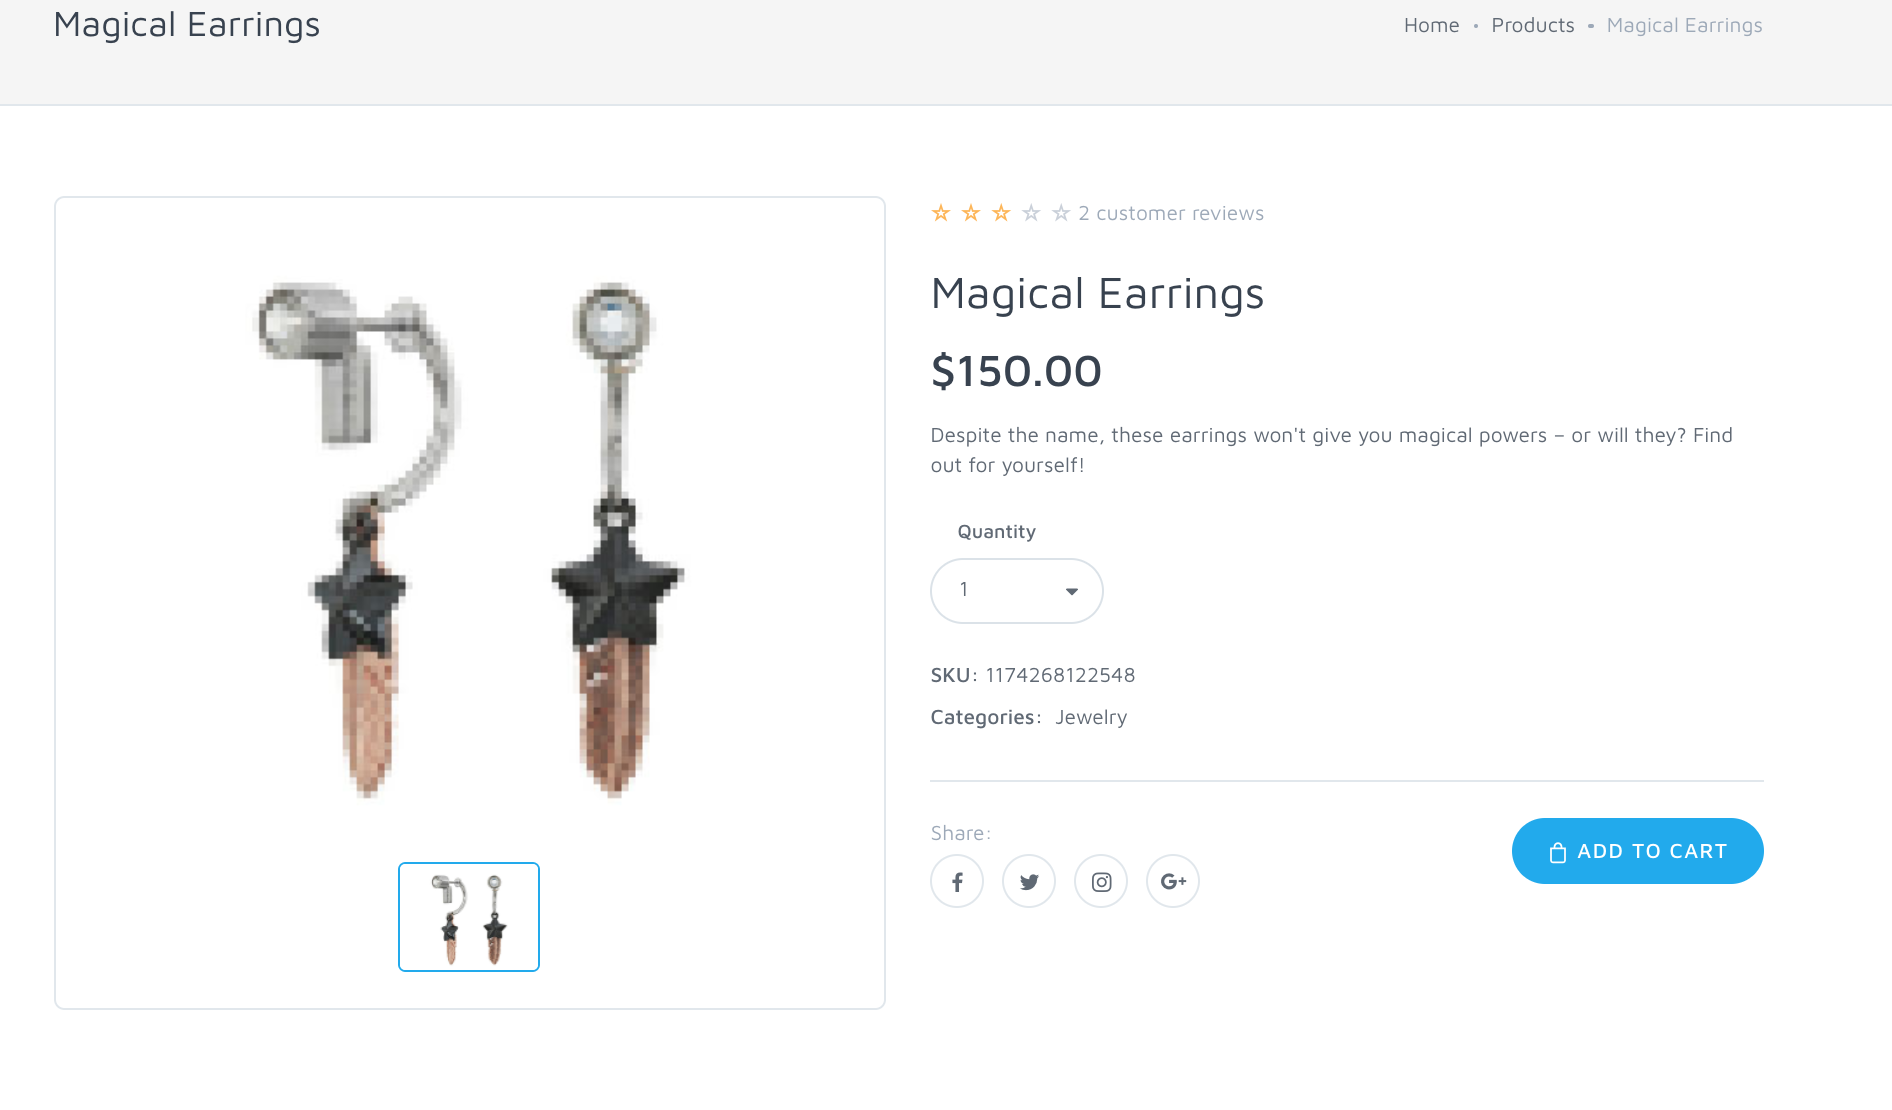 Magical Earrings
Home • Products • Magical Earrings
2 customer reviews
Magical Earrings
$150.00
Despite the name, these earrings won't give you magical powers – or will they? Find
out for yourself!
Quantity
1
SKU: 1174268122548
Categories: Jewelry
Share:
ADD TO CART
G+